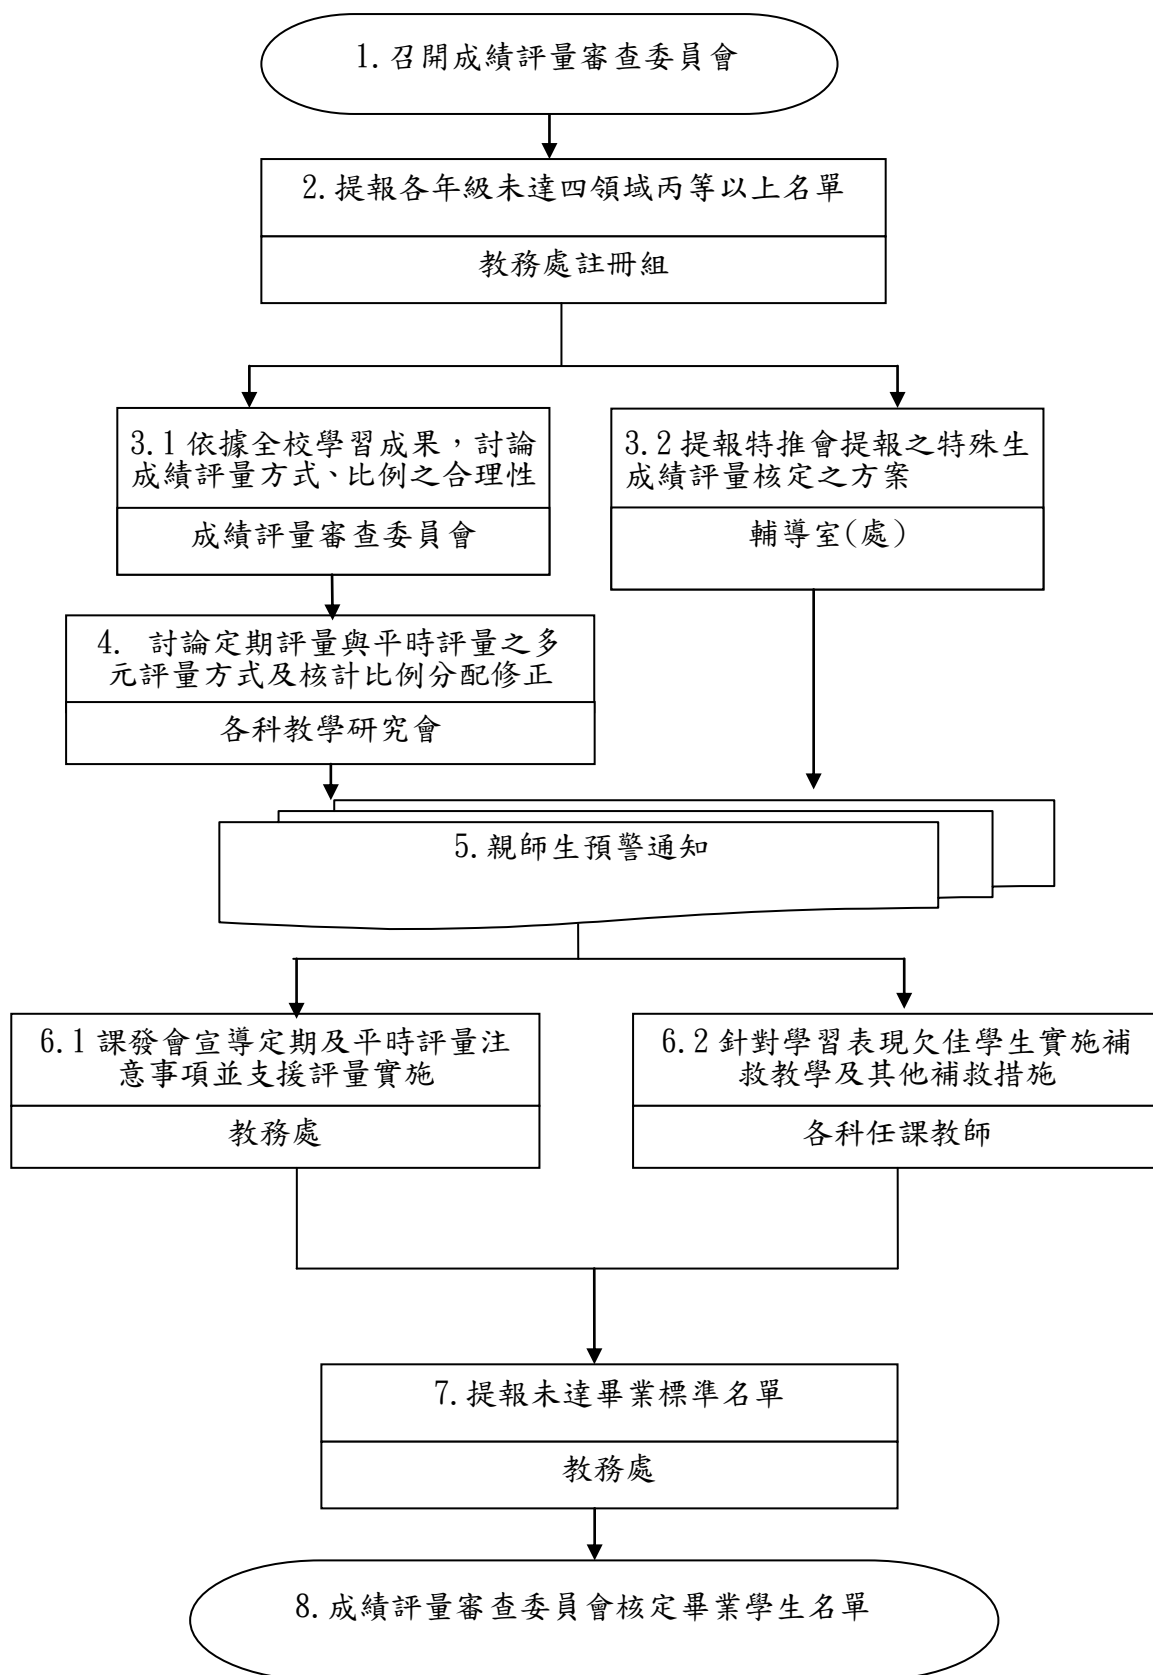 1.召開成績評量審查委員會
2.提報各年級未達四領域丙等以上名單
教務處註冊組
3.1 依據全校學習成果，討論
成績評量方式、比例之合理性
成績評量審查委員會
3.2 提報特推會提報之特殊生
成績評量核定之方案
輔導室(處)
4. 討論定期評量與平時評量之多
元評量方式及核計比例分配修正
各科教學研究會
5.親師生預警通知
6.1 課發會宣導定期及平時評量注
意事項並支援評量實施
教務處
6.2 針對學習表現欠佳學生實施補
救教學及其他補救措施
各科任課教師
7.提報未達畢業標準名單
教務處
8.成績評量審查委員會核定畢業學生名單